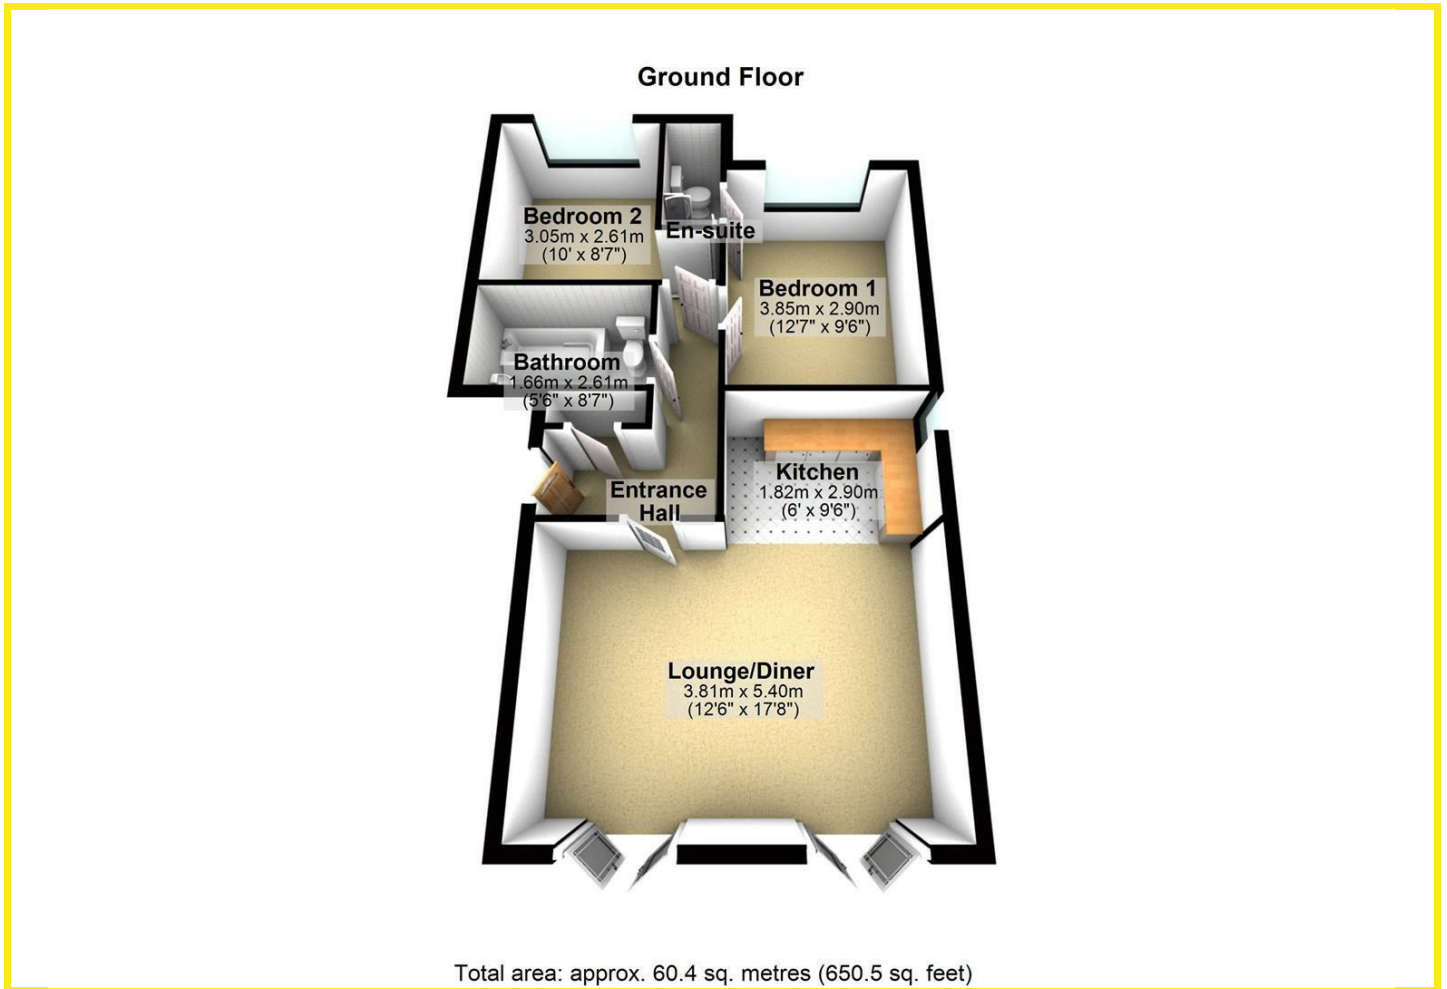 Ground Floor
Bedroom 2
3.05m x 2.61m
(10' x 8'7")
En-suite
Bedroom 1
3.85m x 2.90m
(12'7" x 9'6")
Bathroom
1.66m x 2.61m
(5'6" x 8'7")
Kitchen
1.82m x 2.90m
(6' x 9'6")
Entrance
Hall
Lounge/Diner
3.81m x 5.40m
(12'6" x 17'8")
Total area: approx. 60.4 sq. metres (650.5 sq. feet)